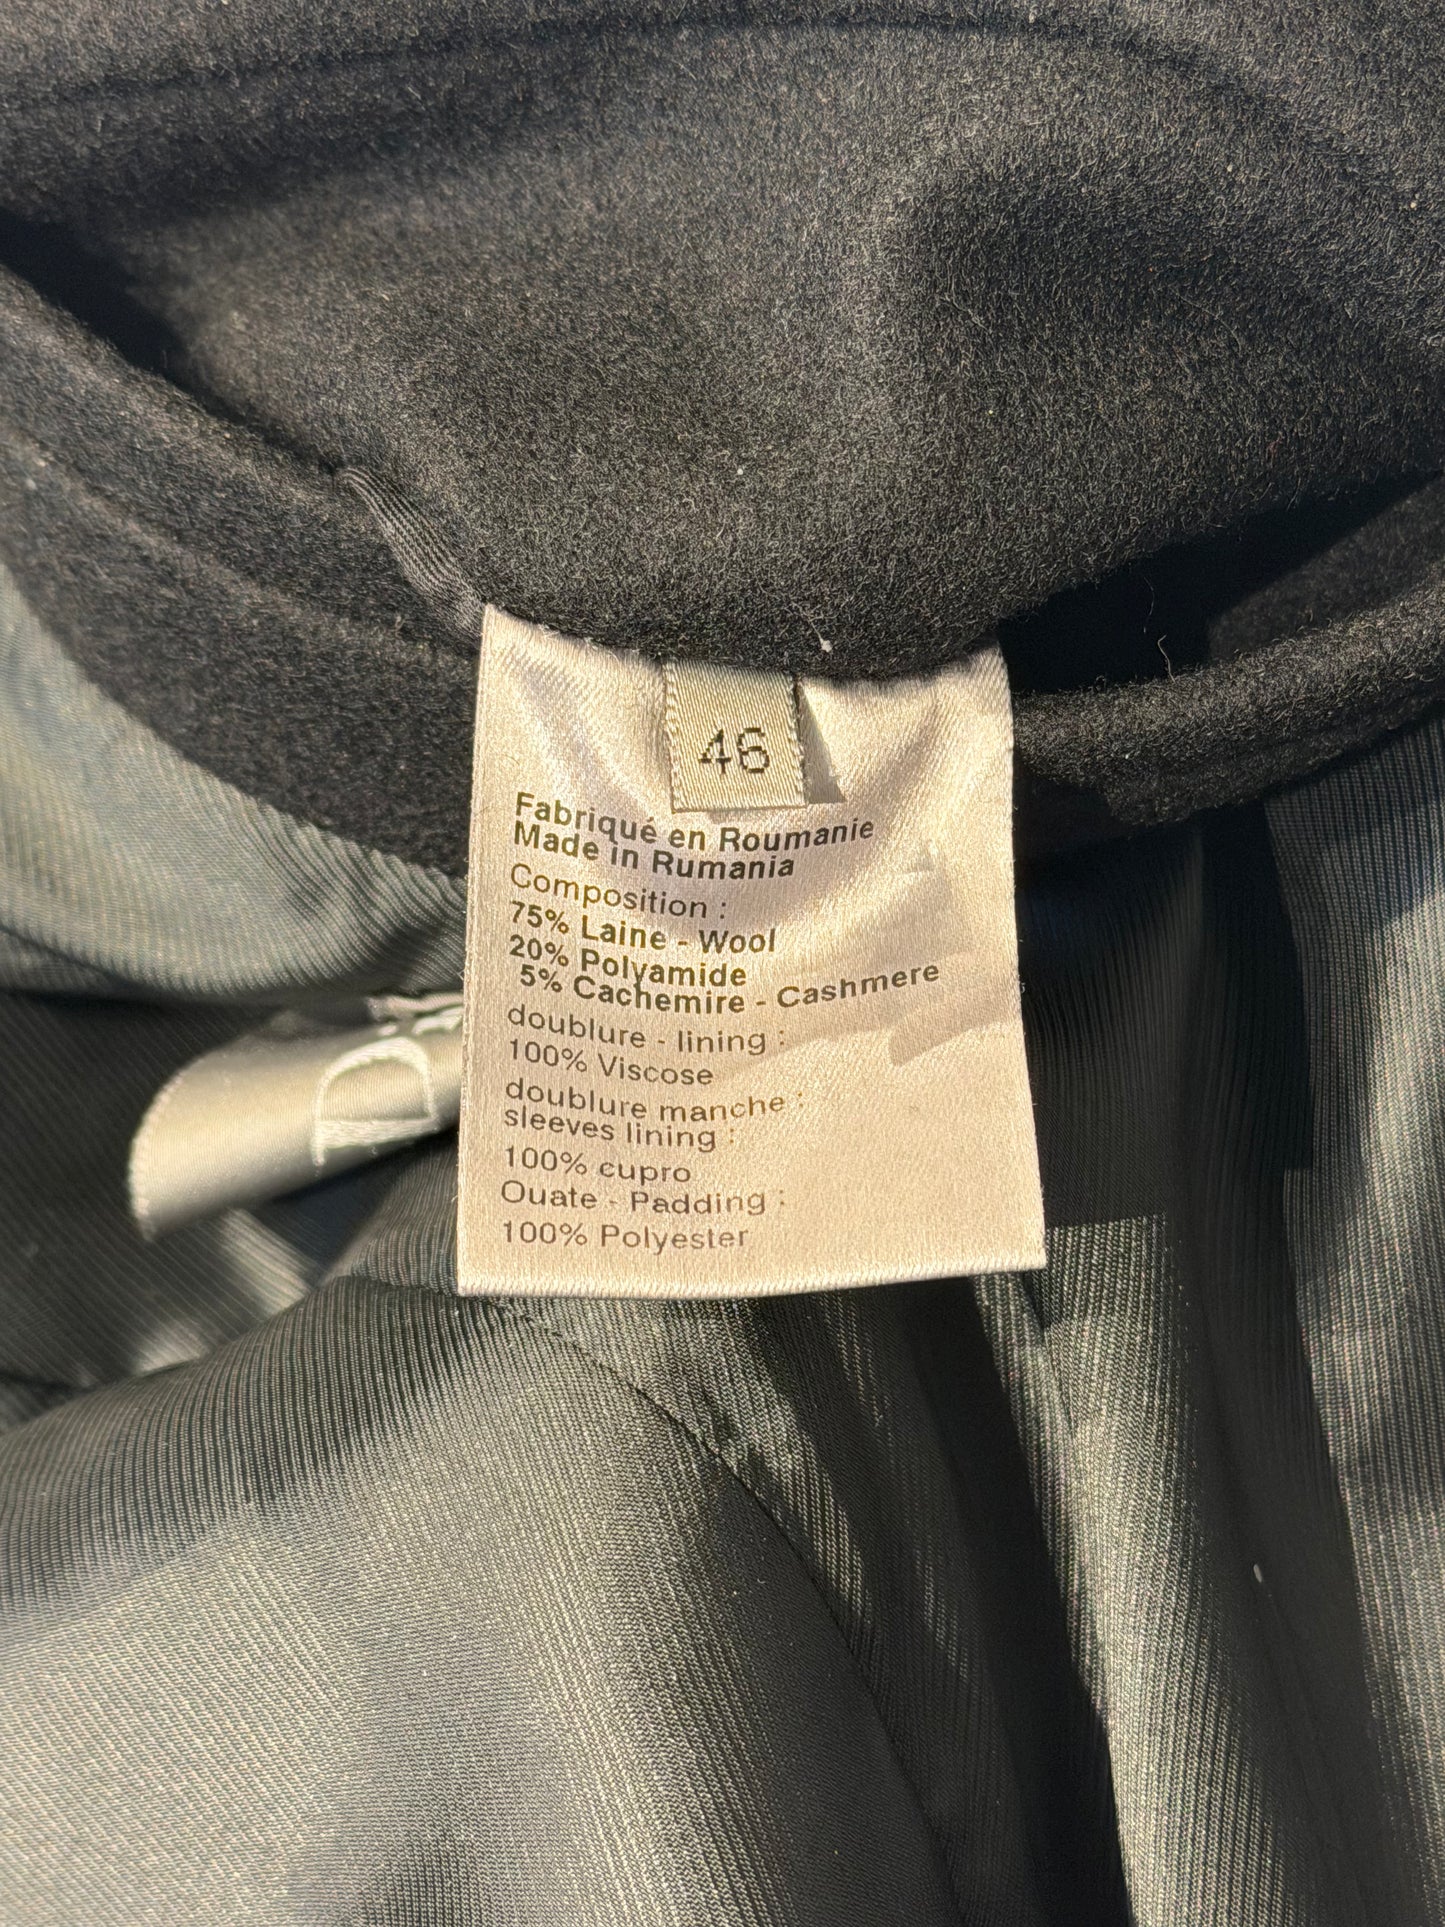 46
Fabriqué en Roumanie
Made in Rumania
Composition :
75% Laine - Wool
20% Polyamide
5% Cachemire - Cashmere
doublure - lining :
100% Viscose
doublure manche :
sleeves lining :
100% cupro
Ouate - Padding :
100% Polyester
D